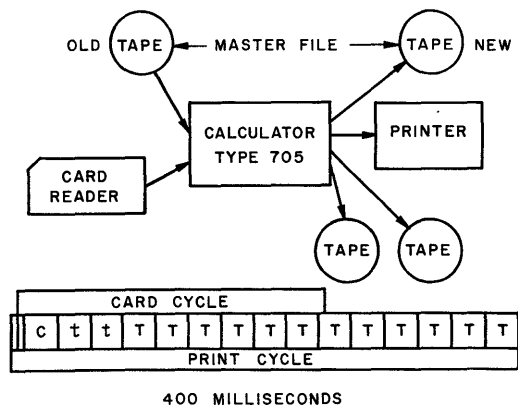 OLD TAPE MASTER FILE TAPE NEW
CALCULATOR
TYPE 705
PRINTER
CARD
READER
TAPE TAPE
CARD CYCLE
C t t T T T T T T T T T T T T
PRINT CYCLE
400 MILLISECONDS